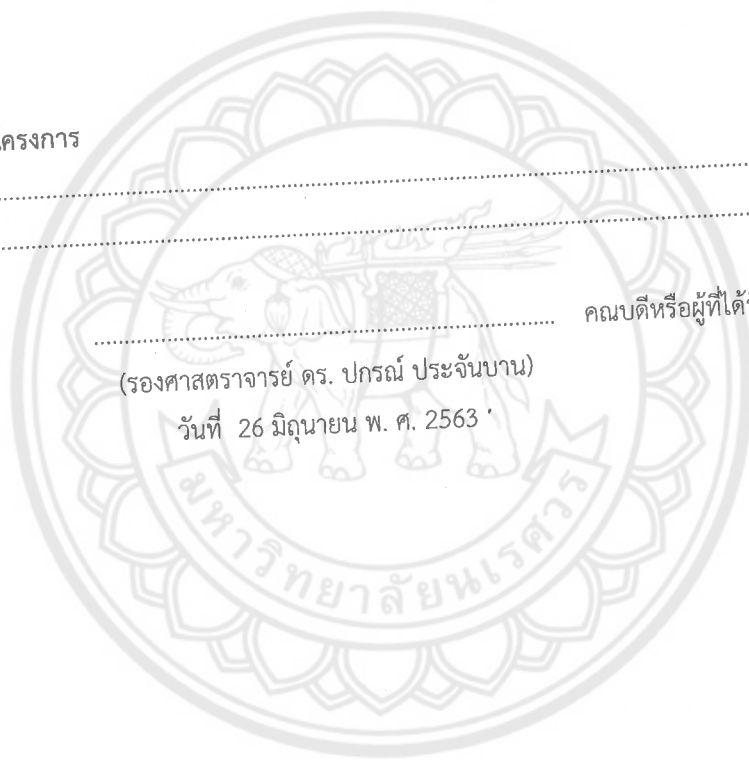 ครงการ
คณบดีหรือผู้ที่ได้
(รองศาสตราจารย์ ดร. ปกรณ์ ประจันบาน)
วันที่ 26 มิถุนายน พ. ศ. 2563
มหาวิทยาลัยนเรศวร